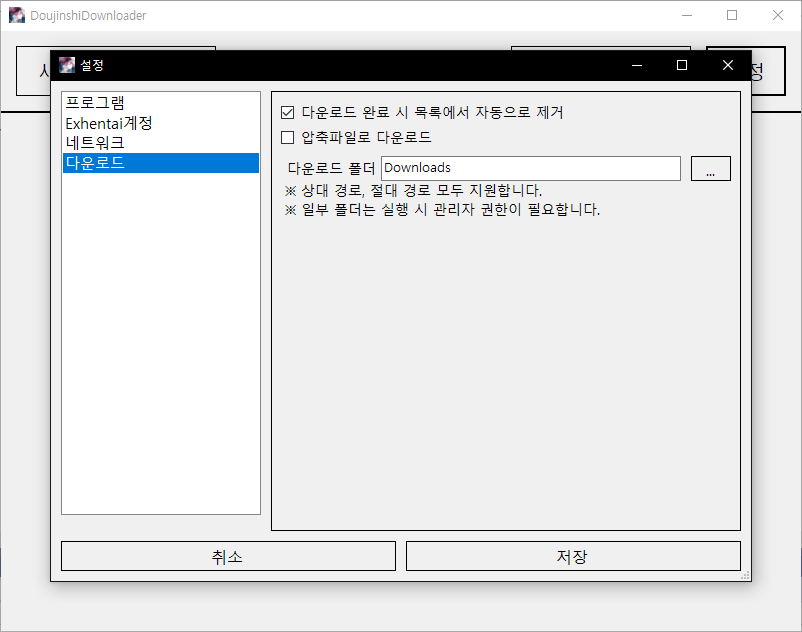 DoujinshiDownloader
설정
프로그램
Exhentai계정
네트워크
다운로드
다운로드 완료 시 목록에서 자동으로 제거
압축파일로 다운로드
다운로드 폴더 Downloads ...
※ 상대 경로, 절대 경로 모두 지원합니다.
※ 일부 폴더는 실행 시 관리자 권한이 필요합니다.
취소 저장